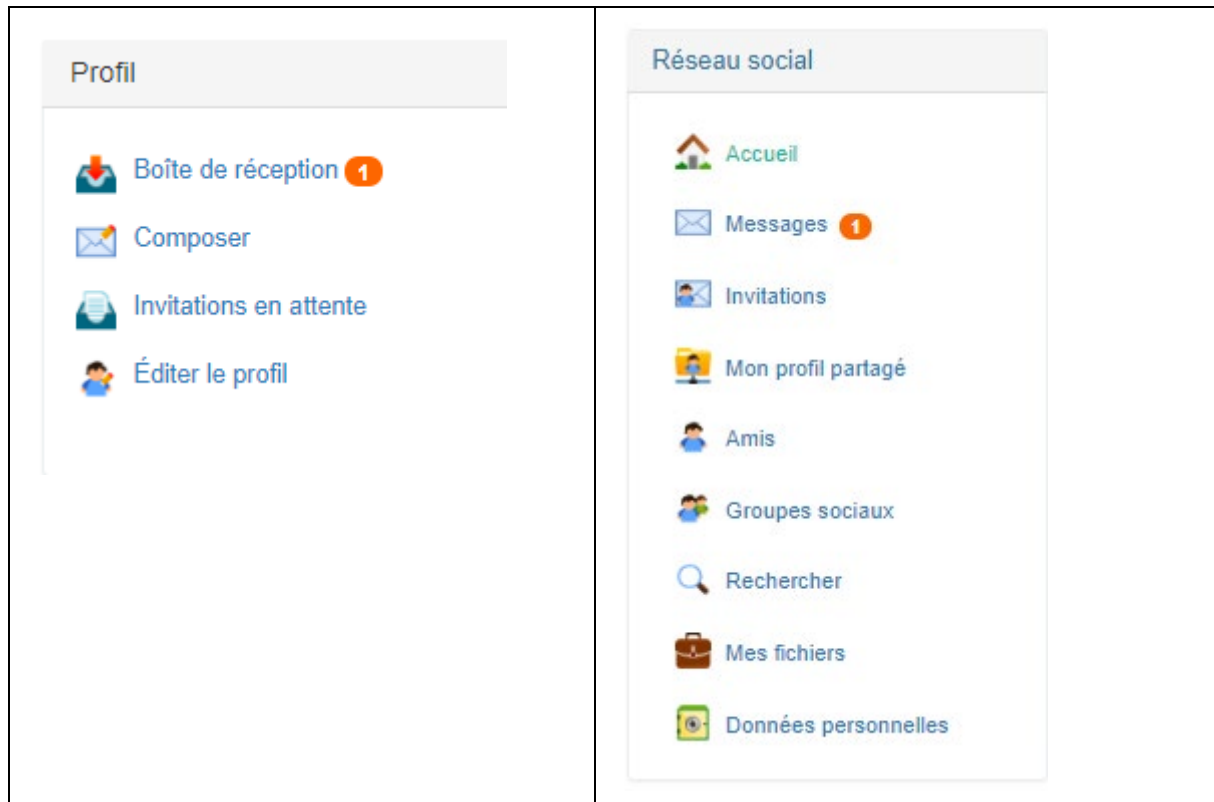 Profil
Boîte de réception 1
Composer
Invitations en attente
Éditer le profil
Réseau social
Accueil
Messages 1
Invitations
Mon profil partagé
Amis
Groupes sociaux
Rechercher
Mes fichiers
Données personnelles